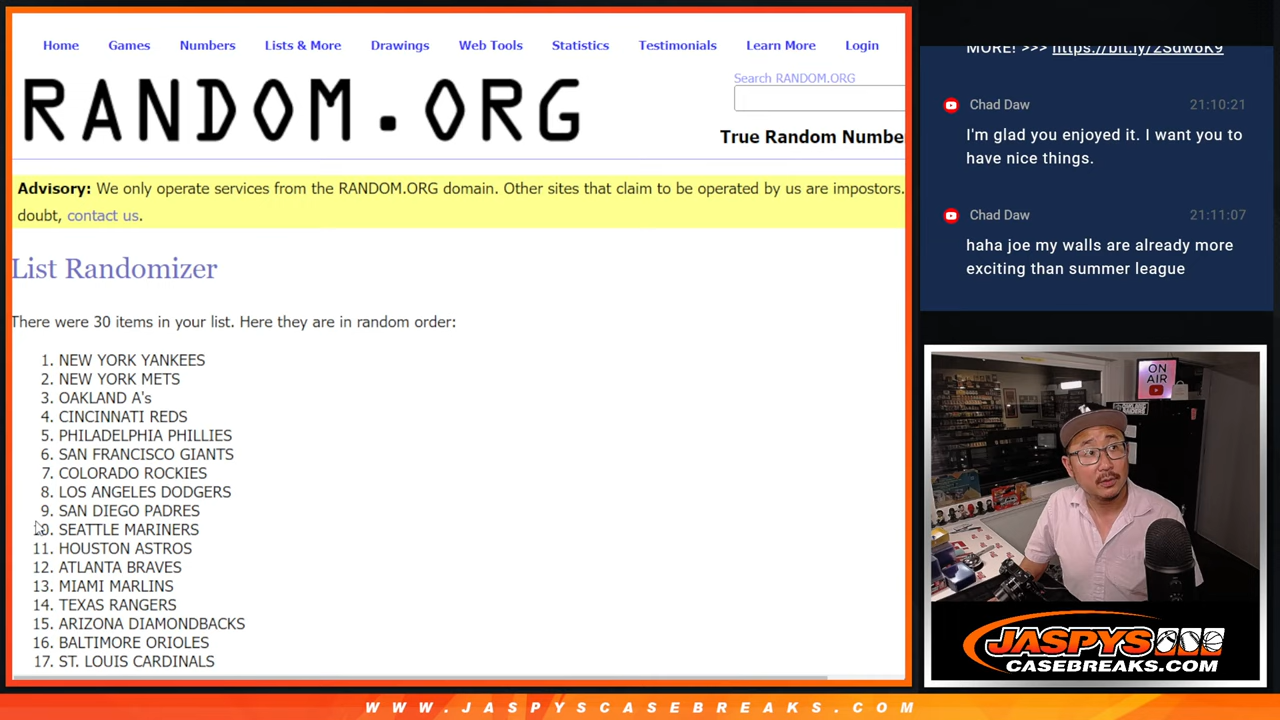 Home Games Numbers Lists & More Drawings Web Tools Statistics Testimonials Learn More Login
RANDOM.ORG
Search RANDOM.ORG
True Random Numbe
Advisory: We only operate services from the RANDOM.ORG domain. Other sites that claim to be operated by us are impostors.
doubt, contact us.
List Randomizer
There were 30 items in your list. Here they are in random order:
1. NEW YORK YANKEES
2. NEW YORK METS
3. OAKLAND A's
4. CINCINNATI REDS
5. PHILADELPHIA PHILLIES
6. SAN FRANCISCO GIANTS
7. COLORADO ROCKIES
8. LOS ANGELES DODGERS
9. SAN DIEGO PADRES
10. SEATTLE MARINERS
11. HOUSTON ASTROS
12. ATLANTA BRAVES
13. MIAMI MARLINS
14. TEXAS RANGERS
15. ARIZONA DIAMONDBACKS
16. BALTIMORE ORIOLES
17. ST. LOUIS CARDINALS
MORE! >>> https://bit.ly/2Sdw6K9
Chad Daw 21:10:21
I'm glad you enjoyed it. I want you to
have nice things.
Chad Daw 21:11:07
haha joe my walls are already more
exciting than summer league
ON
AIR
JASPYS
CASEBREAKS.COM
WWW.JASPYSCASEBREAKS.COM